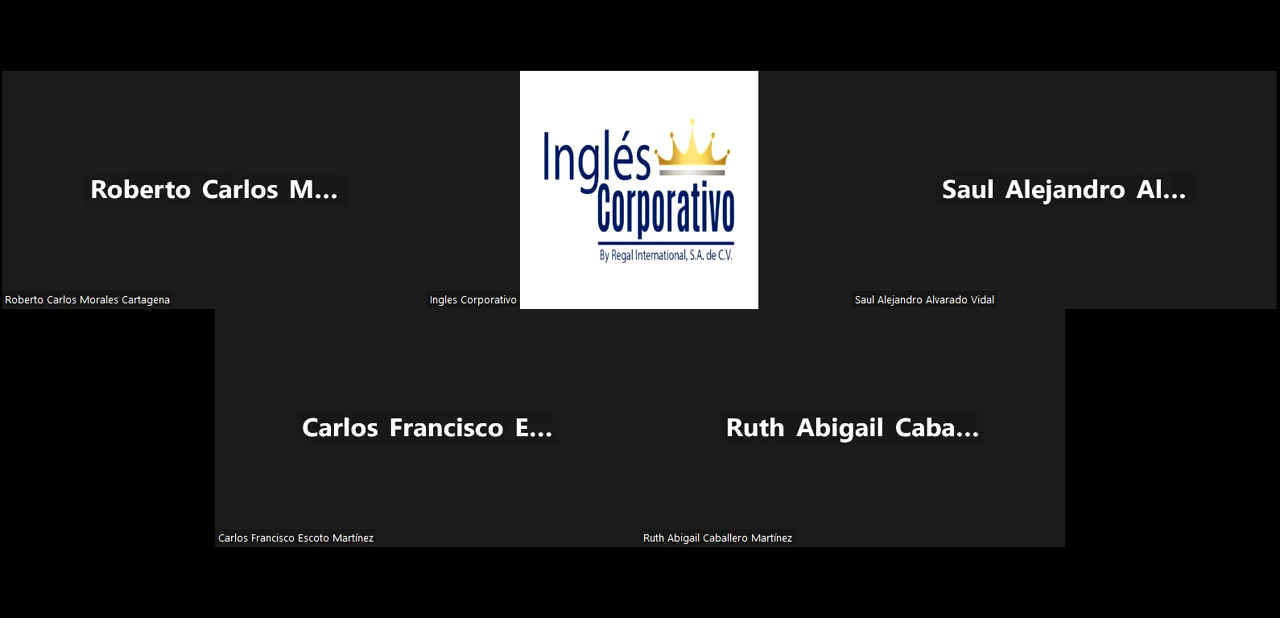 Roberto Carlos M...
Roberto Carlos Morales Cartagena
Inglés
Corporativo
By Regal International, S.A. de C.V.
Ingles Corporativo
Saul Alejandro Al...
Saul Alejandro Alvarado Vidal
Carlos Francisco E...
Carlos Francisco Escoto Martínez
Ruth Abigail Caba...
Ruth Abigail Caballero Martínez